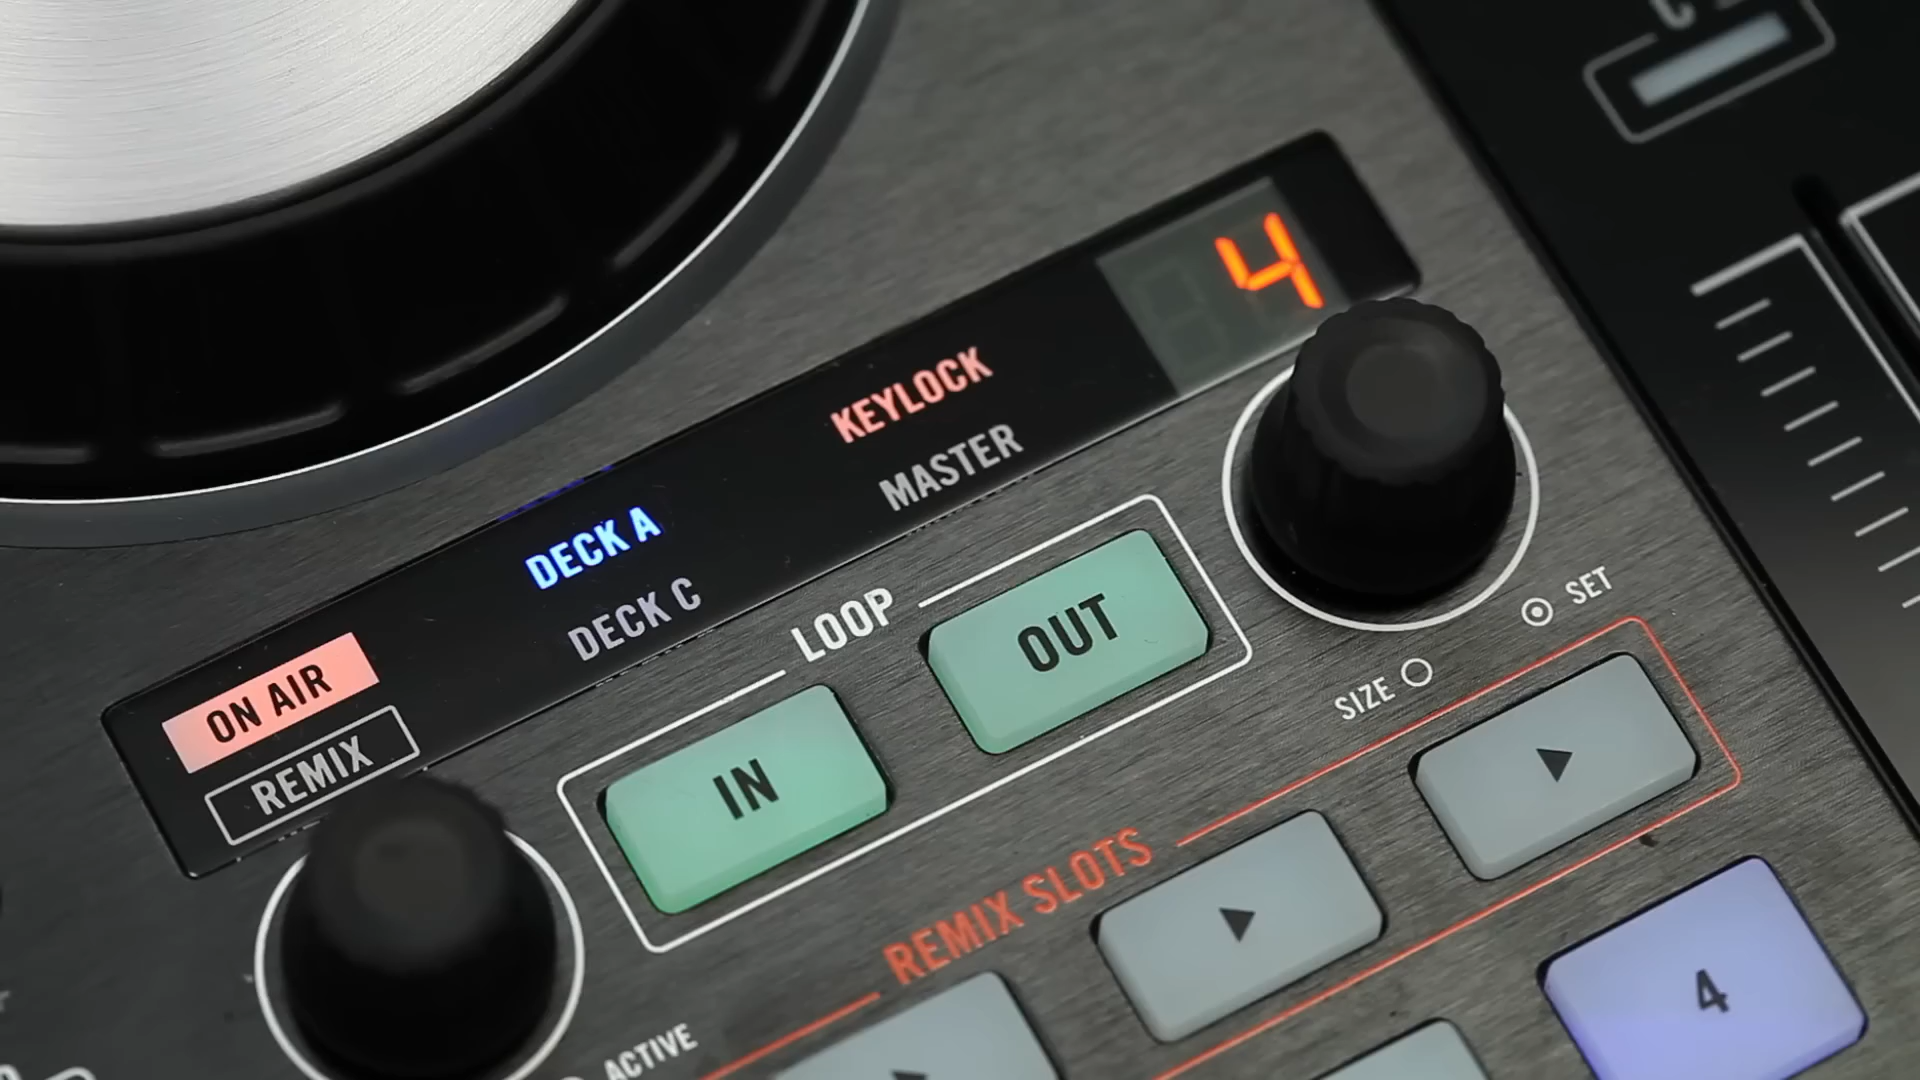 4
KEYLOCK
MASTER
DECK A
DECK C
ON AIR
REMIX
LOOP
IN
OUT
SET
SIZE
REMIX SLOTS
4
ACTIVE